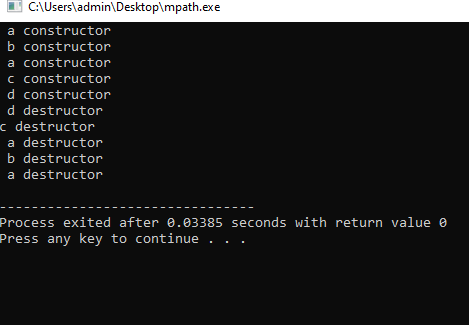 C:\Users\admin\Desktop\mpath.exe
a constructor
b constructor
a constructor
c constructor
d constructor
d destructor
c destructor
a destructor
b destructor
a destructor
--------------------------------
Process exited after 0.03385 seconds with return value 0
Press any key to continue . . .